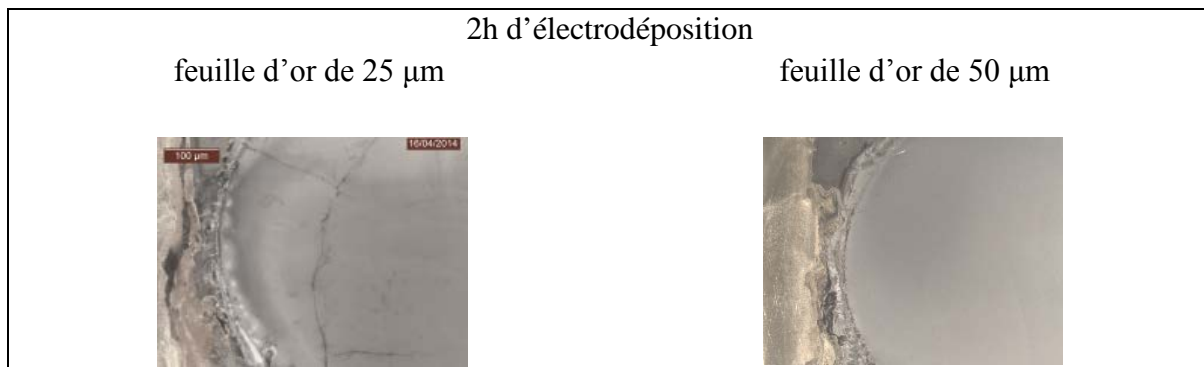 2h d’électrodéposition
feuille d’or de 25 μm
feuille d’or de 50 μm
100 μm
16/04/2014